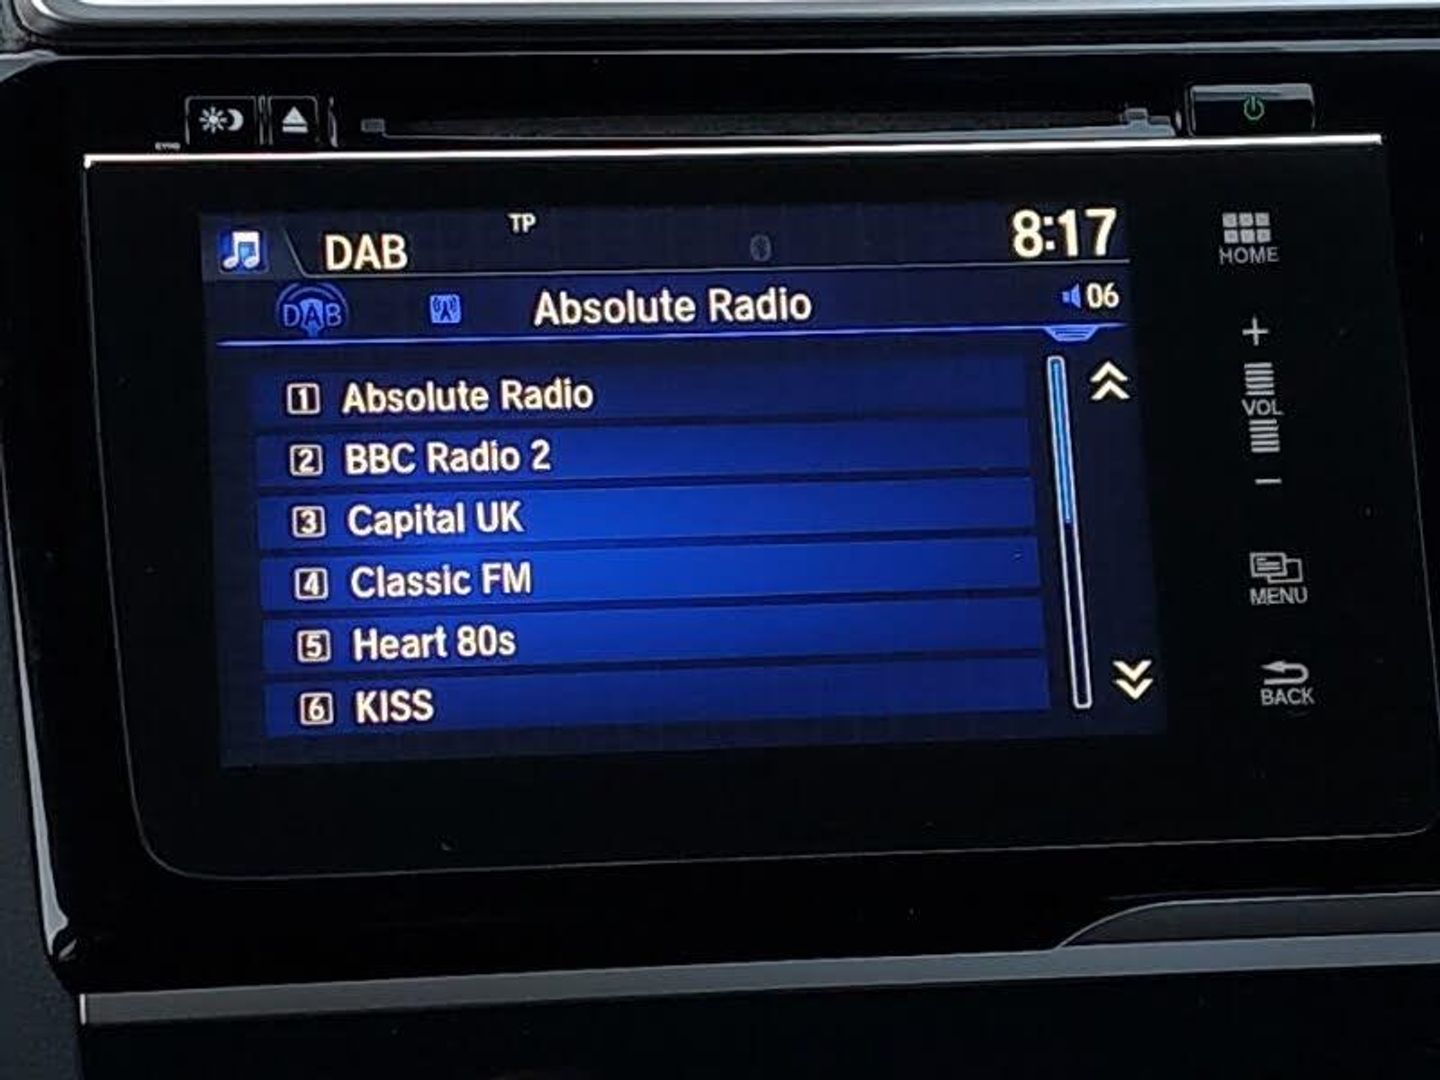 TP
DAB
8:17
DAB
Absolute Radio
06
1 Absolute Radio
2 BBC Radio 2
3 Capital UK
4 Classic FM
5 Heart 80s
6 KISS
HOME
+
VOL
−
MENU
BACK